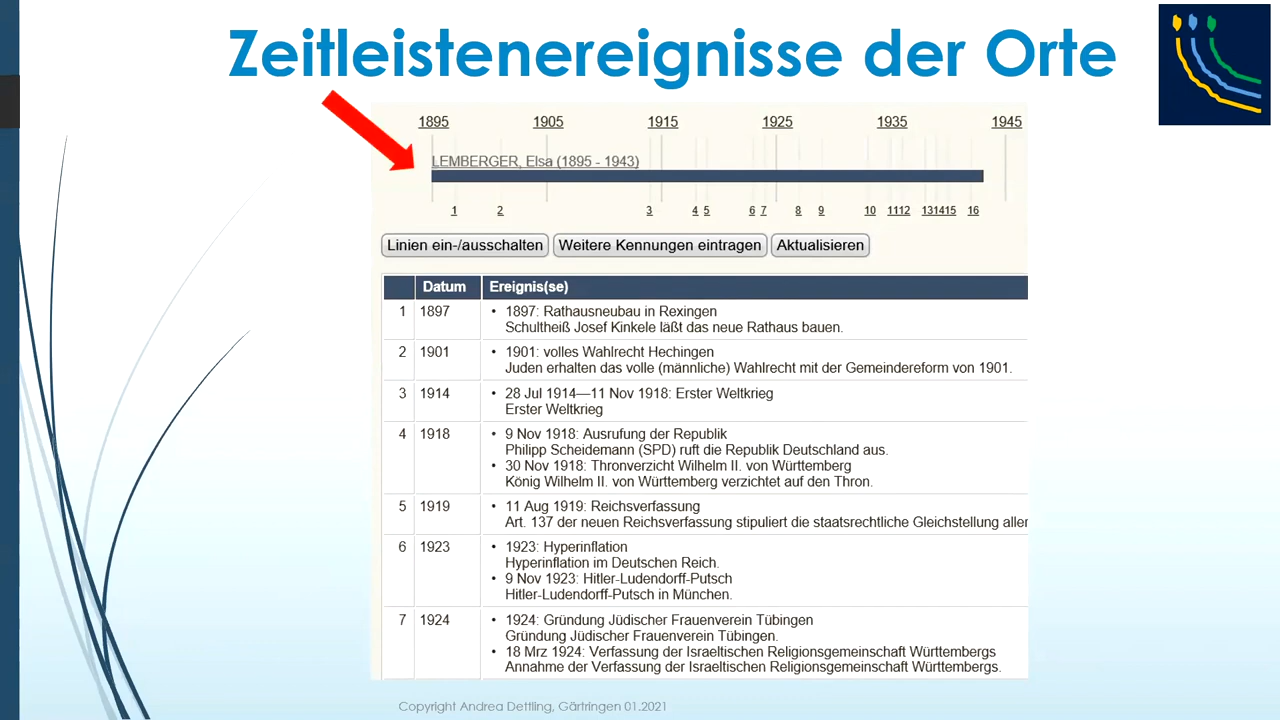 Zeitleistenereignisse der Orte
1895 1905 1915 1925 1935 1945
LEMBERGER, Elsa (1895 - 1943)
1 2 3 4 5 6 7 8 9 10 11 12 13 14 15 16
Linien ein-/ausschalten Weitere Kennungen eintragen Aktualisieren
Datum Ereignis(se)
1 1897 • 1897: Rathausneubau in Rexingen
Schultheiß Josef Kinkele läßt das neue Rathaus bauen.
2 1901 • 1901: volles Wahlrecht Hechingen
Juden erhalten das volle (männliche) Wahlrecht mit der Gemeindereform von 1901.
3 1914 • 28 Jul 1914—11 Nov 1918: Erster Weltkrieg
Erster Weltkrieg
4 1918 • 9 Nov 1918: Ausrufung der Republik
Philipp Scheidemann (SPD) ruft die Republik Deutschland aus.
• 30 Nov 1918: Thronverzicht Wilhelm II. von Württemberg
König Wilhelm II. von Württemberg verzichtet auf den Thron.
5 1919 • 11 Aug 1919: Reichsverfassung
Art. 137 der neuen Reichsverfassung stipuliert die staatsrechtliche Gleichstellung aller
6 1923 • 1923: Hyperinflation
Hyperinflation im Deutschen Reich.
• 9 Nov 1923: Hitler-Ludendorff-Putsch
Hitler-Ludendorff-Putsch in München.
7 1924 • 1924: Gründung Jüdischer Frauenverein Tübingen
Gründung Jüdischer Frauenverein Tübingen.
• 18 Mrz 1924: Verfassung der Israeltischen Religionsgemeinschaft Württembergs
Annahme der Verfassung der Israeltischen Religionsgemeinschaft Württembergs.
Copyright Andrea Dettling, Gärtringen 01.2021